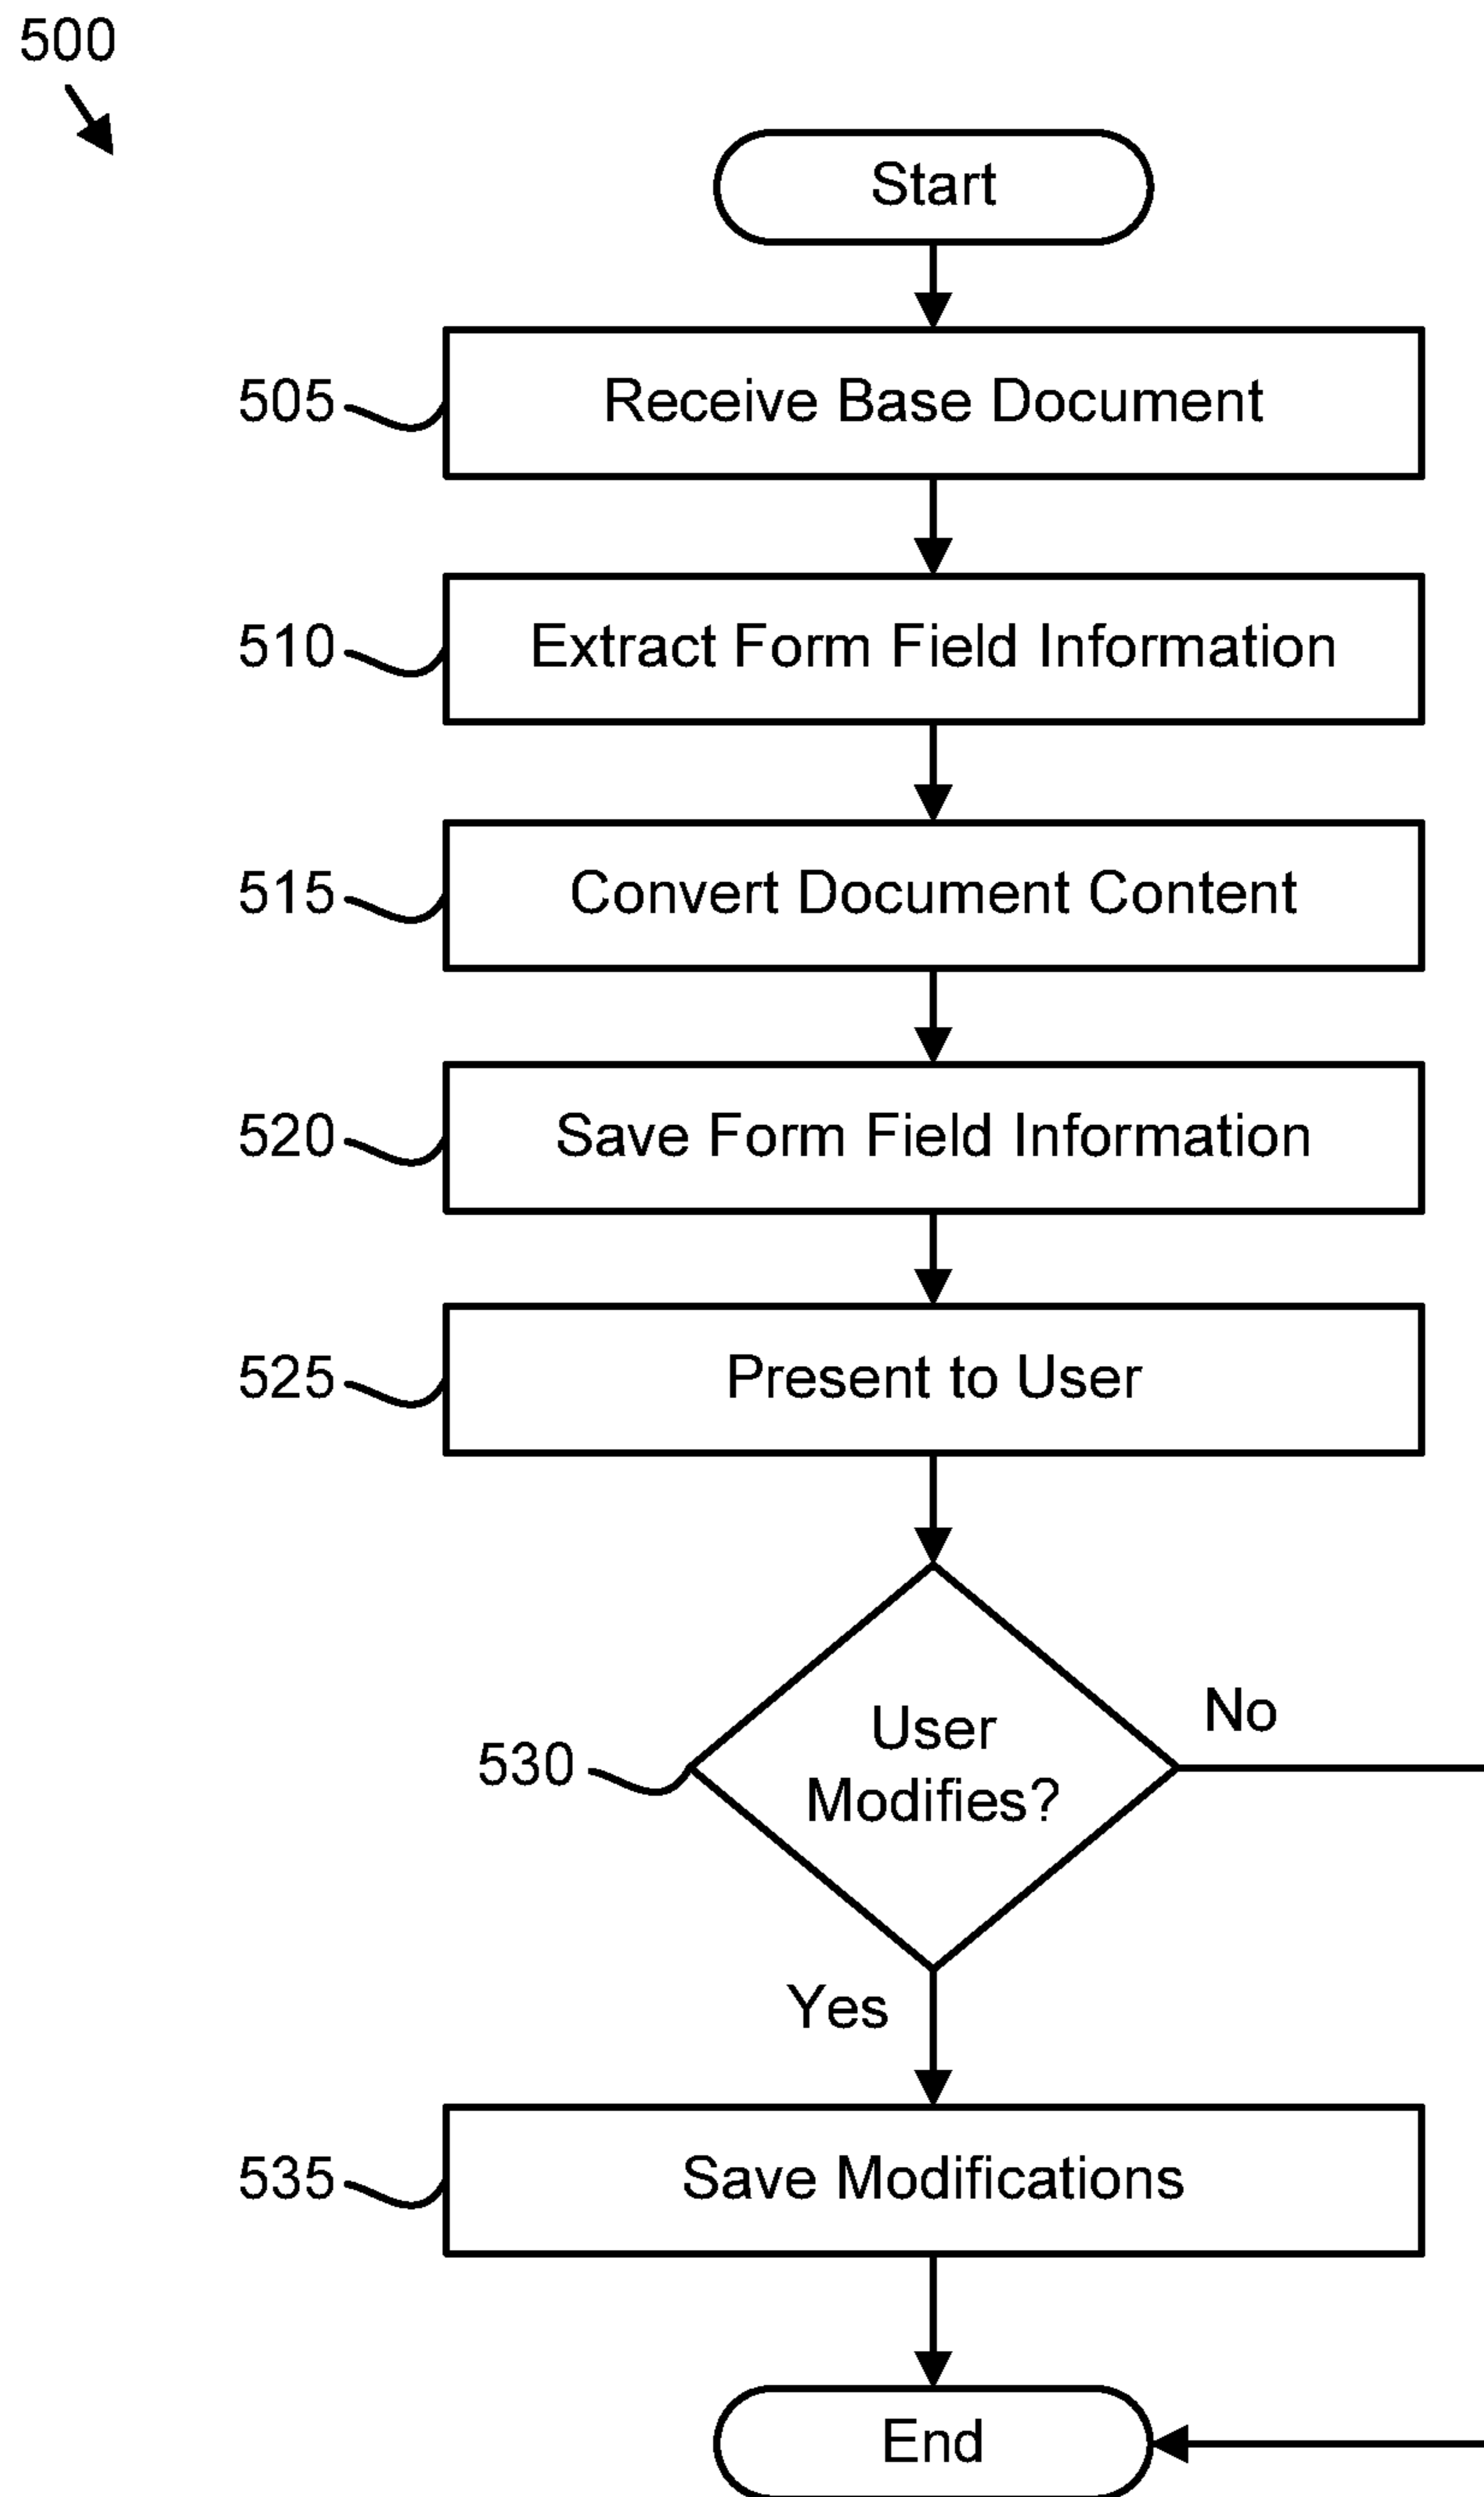 500
Start
505
Receive Base Document
510
Extract Form Field Information
515
Convert Document Content
520
Save Form Field Information
525
Present to User
530
User
Modifies?
No
Yes
535
Save Modifications
End